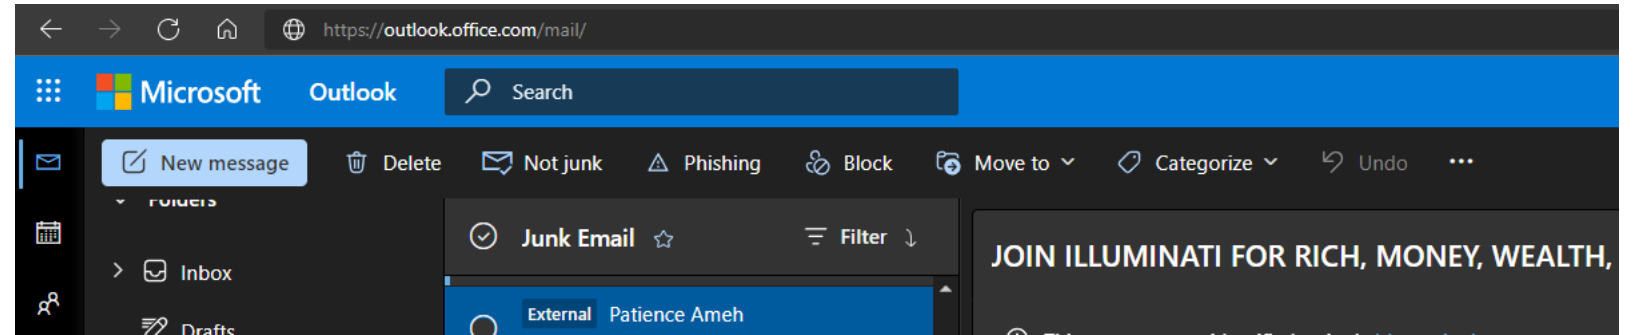 https://outlook.office.com/mail/
Microsoft Outlook Search
New message Delete Not junk Phishing Block Move to Categorize Undo ...
Folders
Junk Email Filter
JOIN ILLUMINATI FOR RICH, MONEY, WEALTH,
Inbox
External Patience Ameh
Drafts